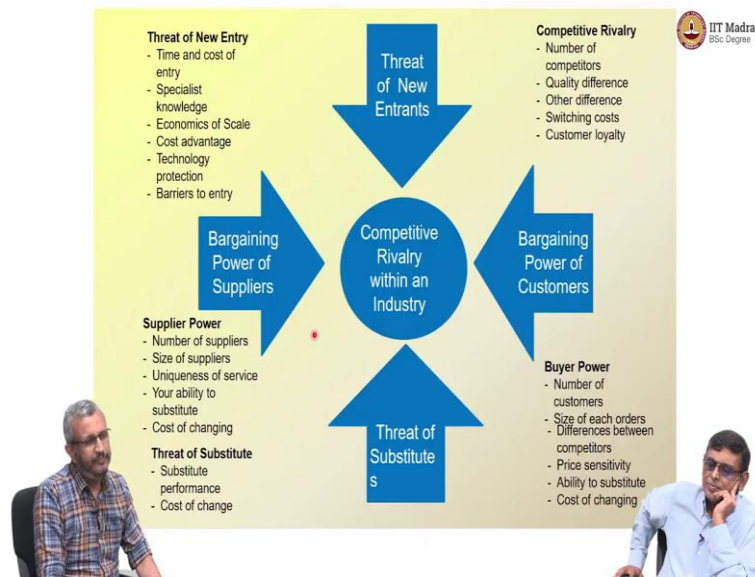 Threat of New Entry
- Time and cost of
entry
- Specialist
knowledge
- Economics of Scale
- Cost advantage
- Technology
protection
- Barriers to entry
Threat
of New
Entrants
Competitive Rivalry
- Number of
competitors
- Quality difference
- Other difference
- Switching costs
- Customer loyalty
IIT Madra
BSc Degree
Bargaining
Power of
Suppliers
Competitive
Rivalry
within an
Industry
Bargaining
Power of
Customers
Supplier Power
- Number of suppliers
- Size of suppliers
- Uniqueness of service
- Your ability to
substitute
- Cost of changing
Threat of Substitute
- Substitute
performance
- Cost of change
Threat of
Substitute
s
Buyer Power
- Number of
customers
- Size of each orders
- Differences between
competitors
- Price sensitivity
- Ability to substitute
- Cost of changing